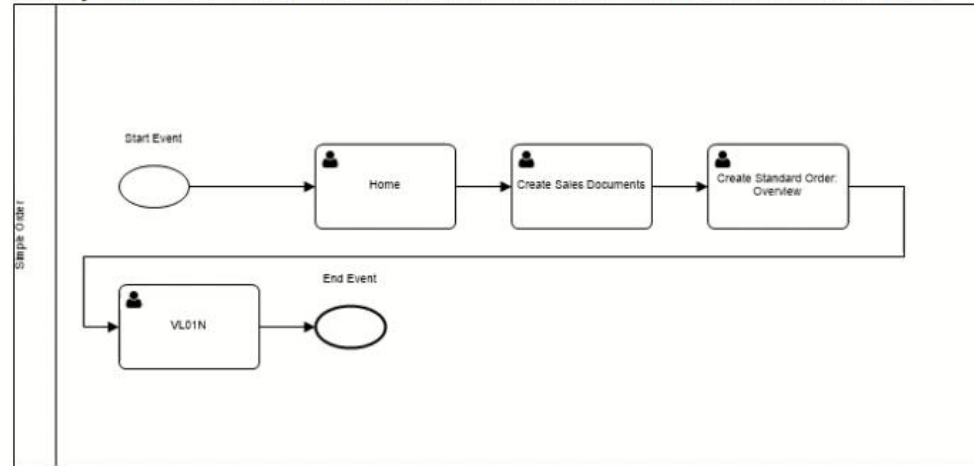 Simple Order
Start Event
Home
Create Sales Documents
Create Standard Order:
Overview
End Event
VL01N